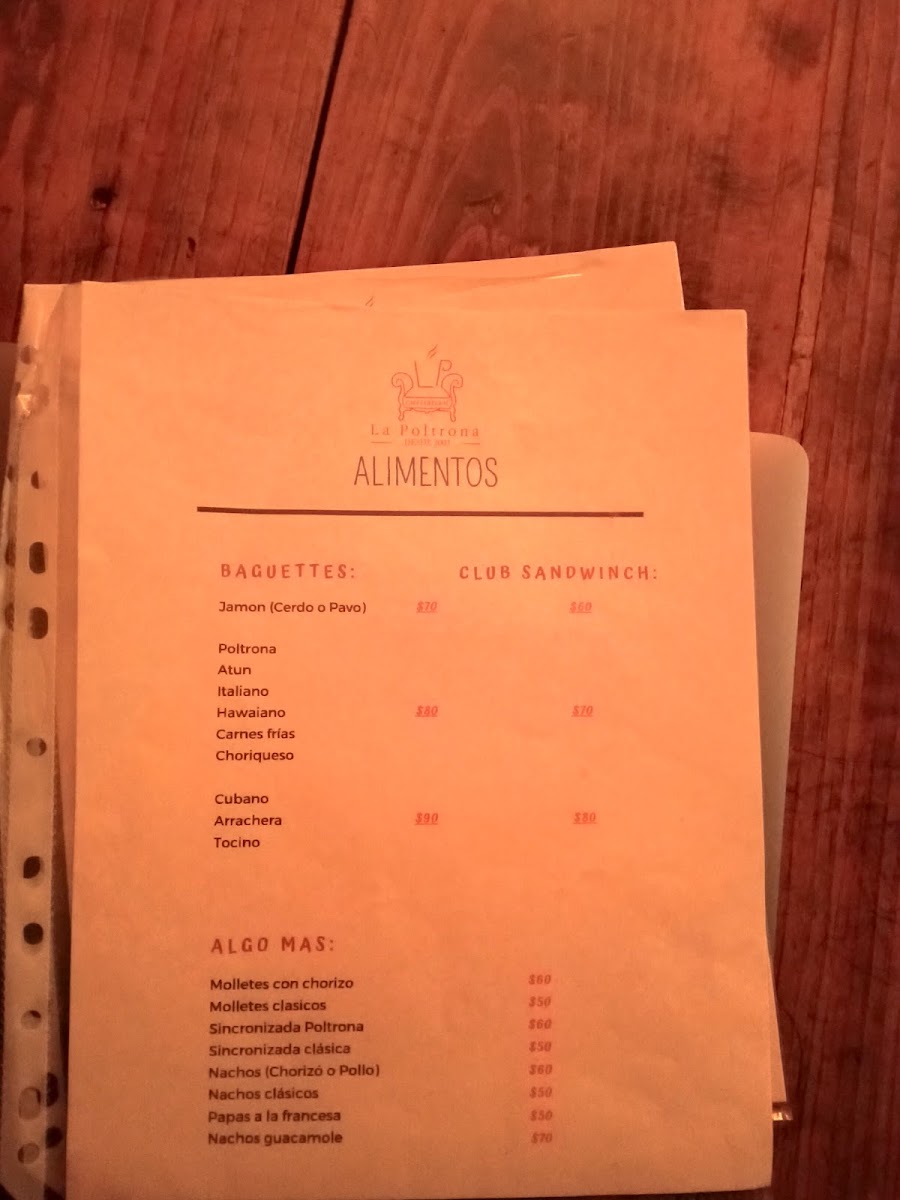 LP
La Poltrona
ALIMENTOS
BAGUETTES: CLUB SANDWINCH:
Jamon (Cerdo o Pavo) $70 $60
Poltrona
Atun
Italiano
Hawaiano $80 $70
Carnes frías
Choriqueso
Cubano
Arrachera $90 $80
Tocino
ALGO MAS:
Molletes con chorizo $60
Molletes clasicos $50
Sincronizada Poltrona $60
Sincronizada clásica $50
Nachos (Chorizó o Pollo) $60
Nachos clásicos $50
Papas a la francesa $50
Nachos guacamole $70